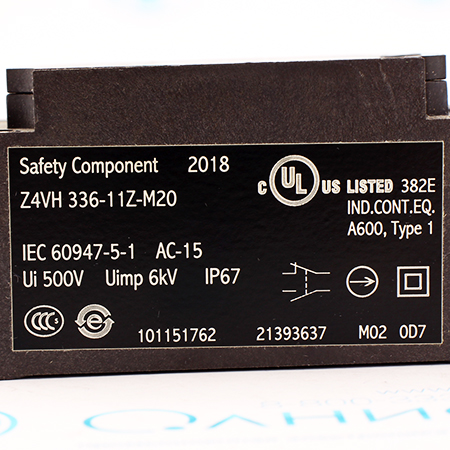 Safety Component 2018
Z4VH 336-11Z-M20
C UL US LISTED 382E
IND.CONT.EQ.
A600, Type 1
IEC 60947-5-1 AC-15
Ui 500V Uimp 6kV IP67
CCC e
101151762 21393637 M02 0D7